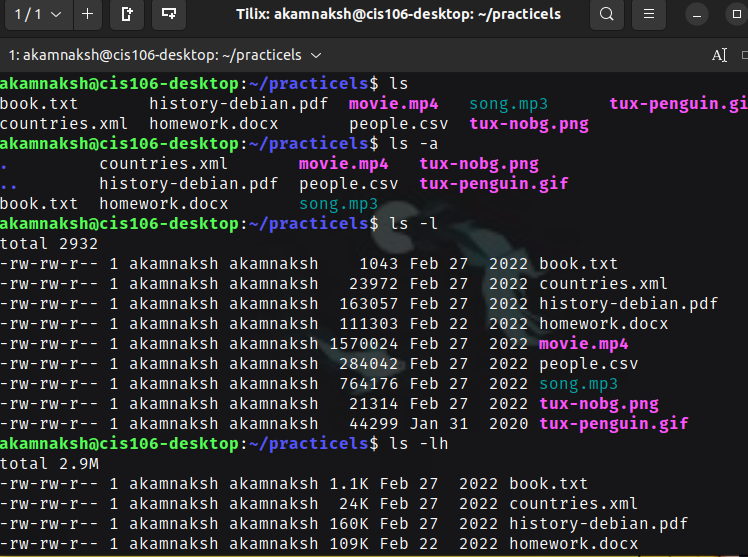 1 / 1 Tilix: akamnaksh@cis106-desktop: ~/practicels
1: akamnaksh@cis106-desktop: ~/practicels
akamnaksh@cis106-desktop:~/practicels$ ls
book.txt history-debian.pdf movie.mp4 song.mp3 tux-penguin.gi
countries.xml homework.docx people.csv tux-nobg.png
akamnaksh@cis106-desktop:~/practicels$ ls -a
. countries.xml movie.mp4 tux-nobg.png
.. history-debian.pdf people.csv tux-penguin.gif
book.txt homework.docx song.mp3
akamnaksh@cis106-desktop:~/practicels$ ls -l
total 2932
-rw-rw-r-- 1 akamnaksh akamnaksh 1043 Feb 27 2022 book.txt
-rw-rw-r-- 1 akamnaksh akamnaksh 23972 Feb 27 2022 countries.xml
-rw-rw-r-- 1 akamnaksh akamnaksh 163057 Feb 27 2022 history-debian.pdf
-rw-rw-r-- 1 akamnaksh akamnaksh 111303 Feb 22 2022 homework.docx
-rw-rw-r-- 1 akamnaksh akamnaksh 1570024 Feb 27 2022 movie.mp4
-rw-rw-r-- 1 akamnaksh akamnaksh 284042 Feb 27 2022 people.csv
-rw-rw-r-- 1 akamnaksh akamnaksh 764176 Feb 27 2022 song.mp3
-rw-rw-r-- 1 akamnaksh akamnaksh 21314 Feb 27 2022 tux-nobg.png
-rw-rw-r-- 1 akamnaksh akamnaksh 44299 Jan 31 2020 tux-penguin.gif
akamnaksh@cis106-desktop:~/practicels$ ls -lh
total 2.9M
-rw-rw-r-- 1 akamnaksh akamnaksh 1.1K Feb 27 2022 book.txt
-rw-rw-r-- 1 akamnaksh akamnaksh 24K Feb 27 2022 countries.xml
-rw-rw-r-- 1 akamnaksh akamnaksh 160K Feb 27 2022 history-debian.pdf
-rw-rw-r-- 1 akamnaksh akamnaksh 109K Feb 22 2022 homework.docx